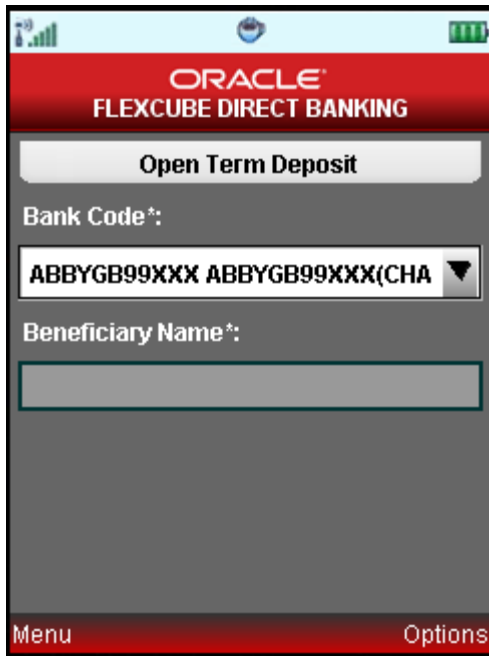 ORACLE
FLEXCUBE DIRECT BANKING
Open Term Deposit
Bank Code*:
ABBYGB99XXX ABBYGB99XXX(CHA
Beneficiary Name*:
Menu Options